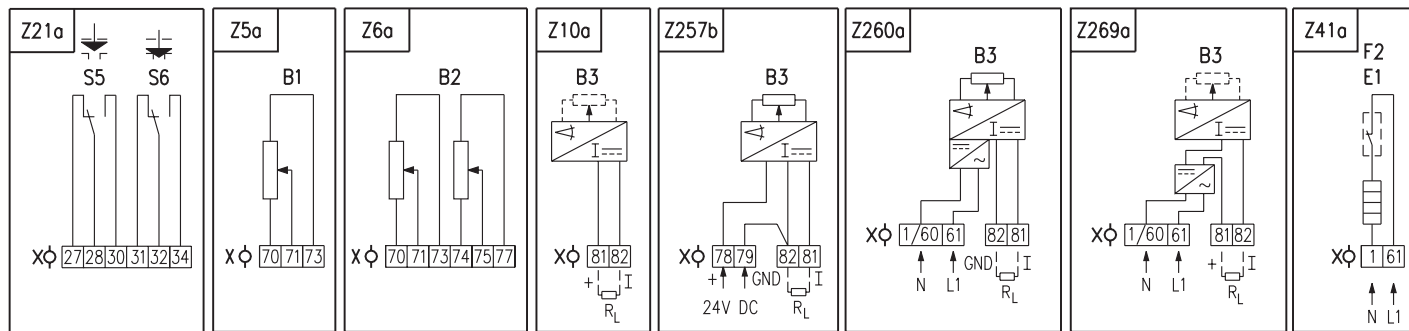 Z21a
S5 S6
X 27 28 30 31 32 34
Z5a
B1
X 70 71 73
Z6a
B2
X 70 71 73 74 75 77
Z10a
B3
I
X 81 82
+ I
RL
Z257b
B3
I
X 78 79 82 81
+ GND I
24V DC RL
Z260a
B3
I
~
X 1/60 61 82 81
GND I
N L1 RL
Z269a
B3
I
~
X 1/60 61 81 82
+ I
N L1 RL
Z41a
F2
E1
X 1 61
N L1